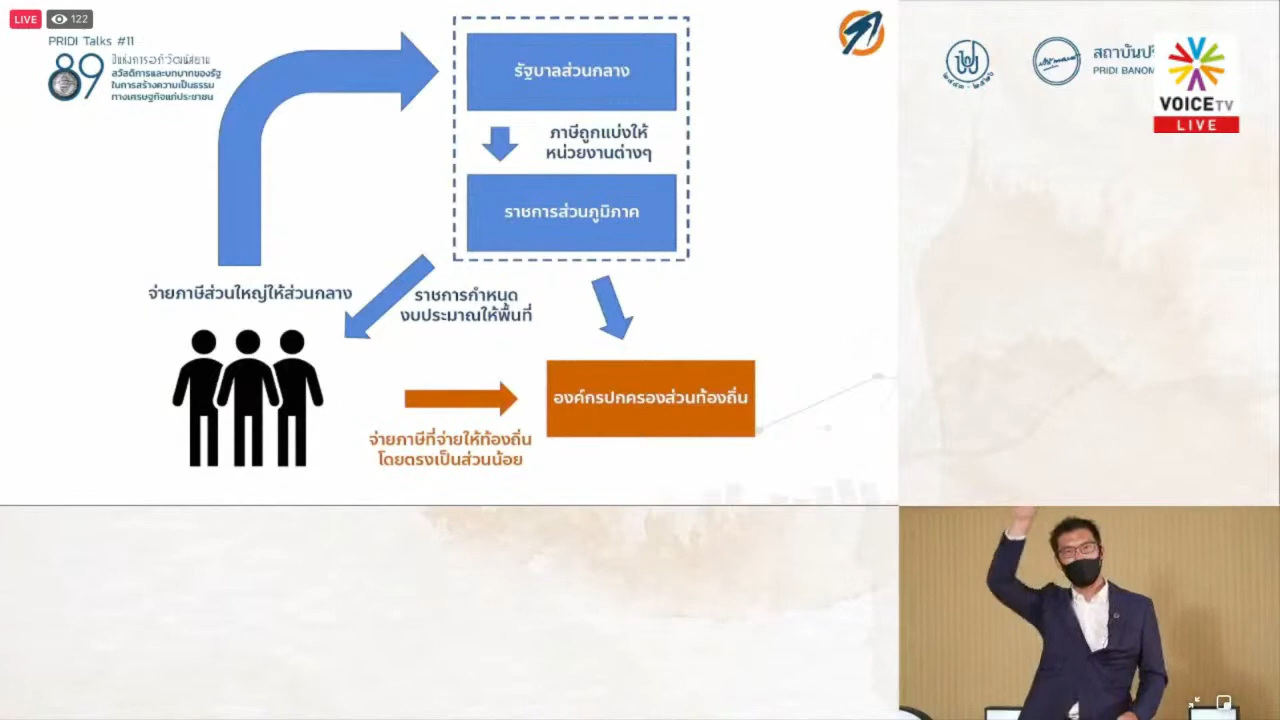 LIVE
122
PRIDI Talks #11
89
ปีแห่งการอภิวัฒน์สยาม
สวัสดิการและบทบาทของรัฐ
ในการสร้างความเป็นธรรม
ทางเศรษฐกิจแก่ประชาชน
รัฐบาลส่วนกลาง
ภาษีถูกแบ่งให้
หน่วยงานต่างๆ
ราชการส่วนภูมิภาค
จ่ายภาษีส่วนใหญ่ให้ส่วนกลาง
ราชการกำหนด
งบประมาณให้พื้นที่
องค์กรปกครองส่วนท้องถิ่น
จ่ายภาษีที่จ่ายให้ท้องถิ่น
โดยตรงเป็นส่วนน้อย
สถาบันปรี
PRIDI BANOM
VOICE TV
LIVE